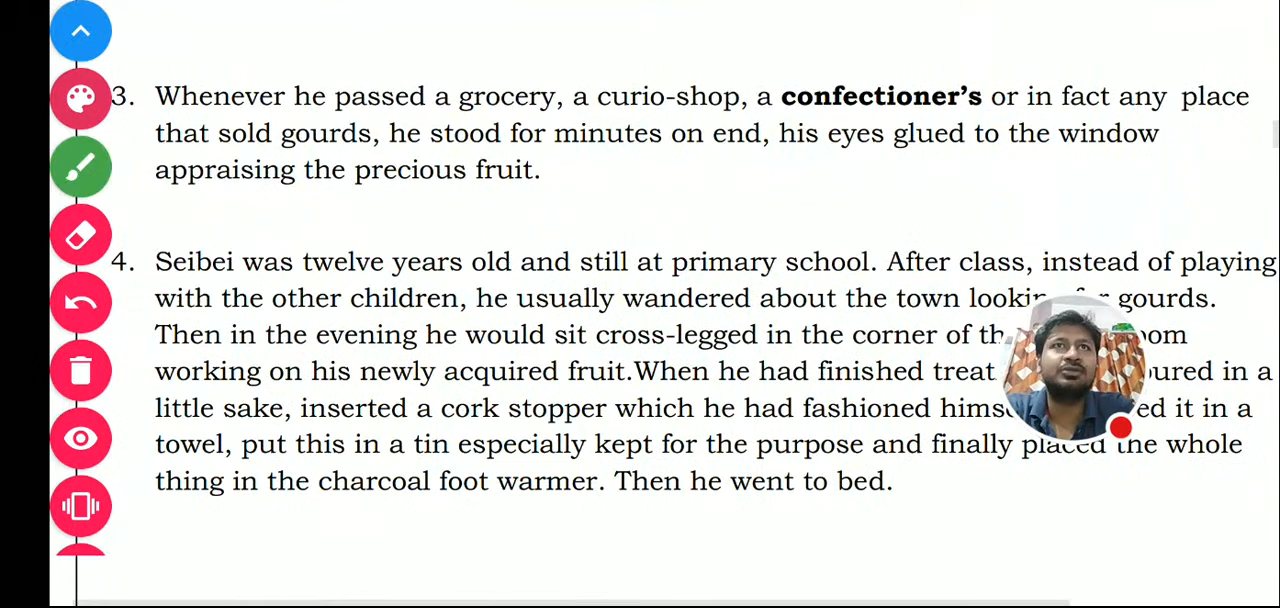 3. Whenever he passed a grocery, a curio-shop, a confectioner's or in fact any place
that sold gourds, he stood for minutes on end, his eyes glued to the window
appraising the precious fruit.
4. Seibei was twelve years old and still at primary school. After class, instead of playing
with the other children, he usually wandered about the town gourds.
Then in the evening he would sit cross-legged in the corner of
working on his newly acquired fruit.When he had finished in a
little sake, inserted a cork stopper which he had fashioned it in a
towel, put this in a tin especially kept for the purpose and finally placed the whole
thing in the charcoal foot warmer. Then he went to bed.